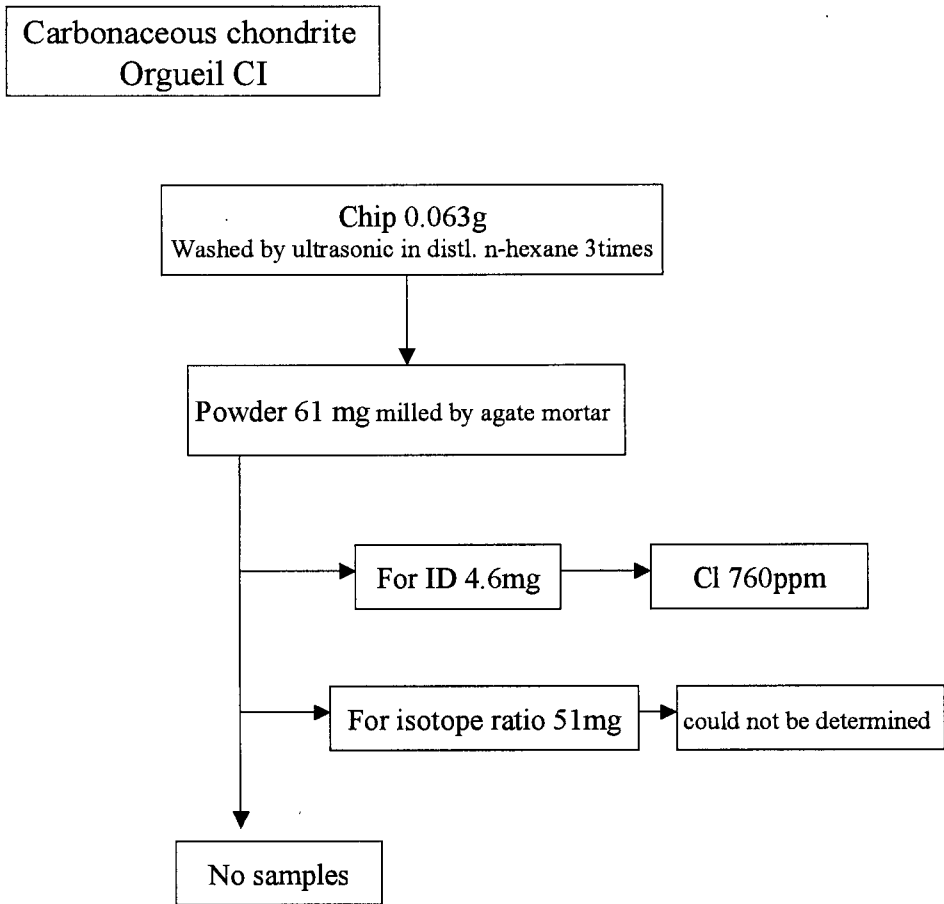 Carbonaceous chondrite
Orgueil CI
Chip 0.063g
Washed by ultrasonic in distl. n-hexane 3times
Powder 61 mg milled by agate mortar
For ID 4.6mg
Cl 760ppm
For isotope ratio 51mg
could not be determined
No samples